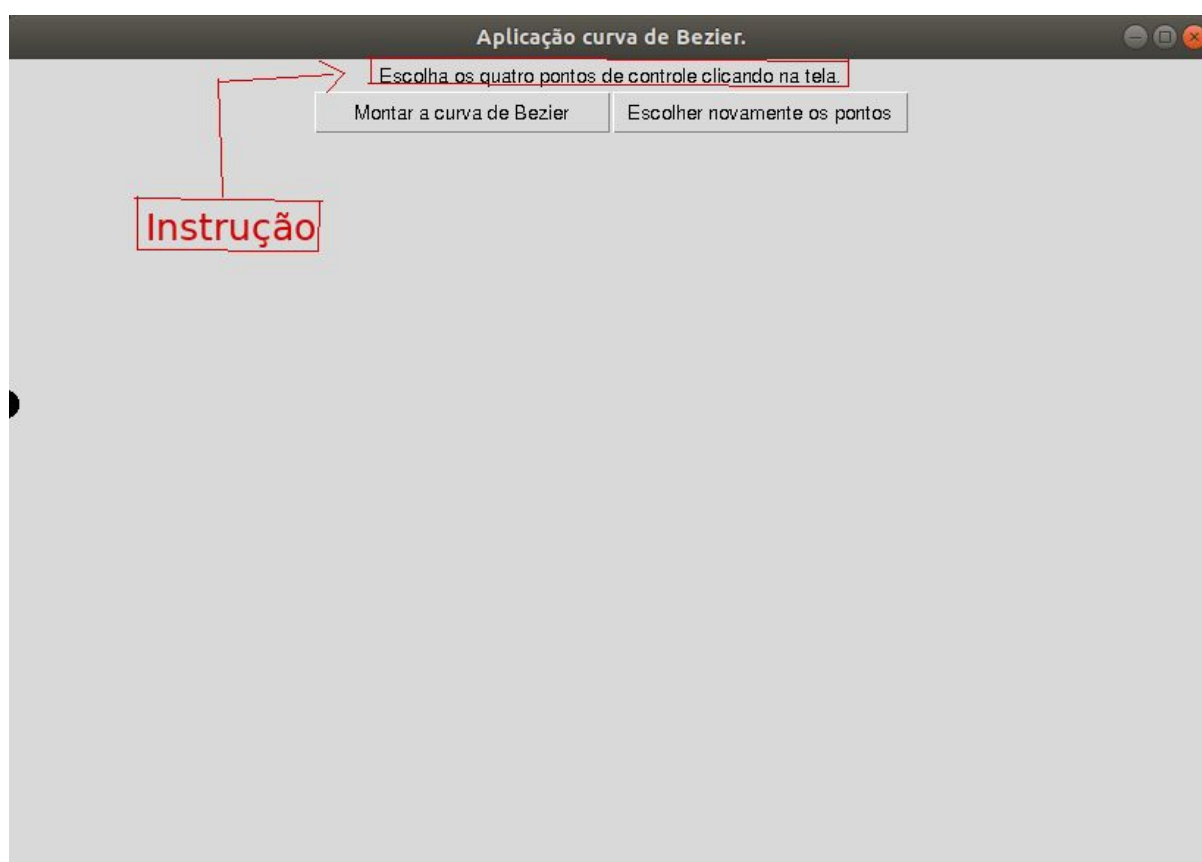 Aplicação curva de Bezier.
Escolha os quatro pontos de controle clicando na tela.
Montar a curva de Bezier Escolher novamente os pontos
Instrução